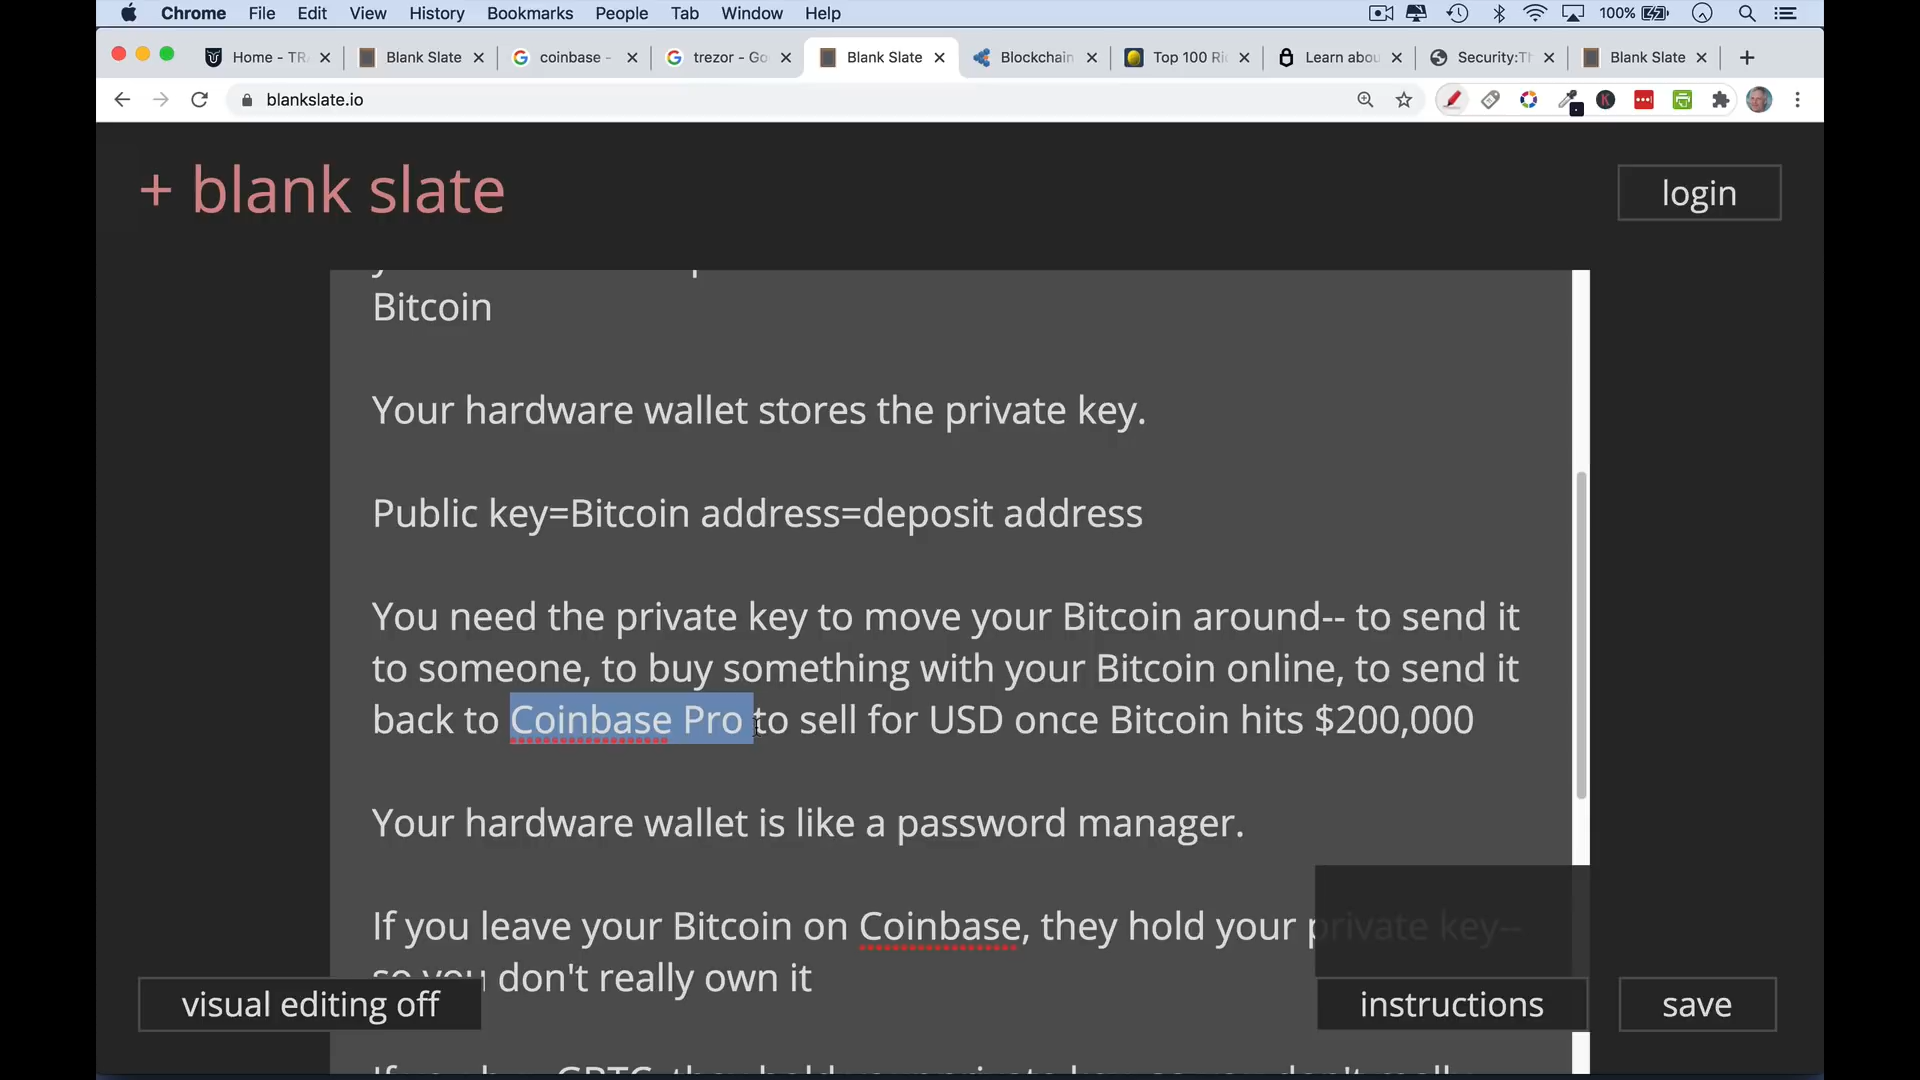 Chrome File Edit View History Bookmarks People Tab Window Help 100%
Home - TR Blank Slate coinbase - trezor - Go Blank Slate Blockchain Top 100 Ri Learn abou Security:Th Blank Slate
blankslate.io
+ blank slate
login
Bitcoin
Your hardware wallet stores the private key.
Public key=Bitcoin address=deposit address
You need the private key to move your Bitcoin around-- to send it
to someone, to buy something with your Bitcoin online, to send it
back to Coinbase Pro to sell for USD once Bitcoin hits $200,000
Your hardware wallet is like a password manager.
If you leave your Bitcoin on Coinbase, they hold your private key--
so you don't really own it
visual editing off
instructions
save